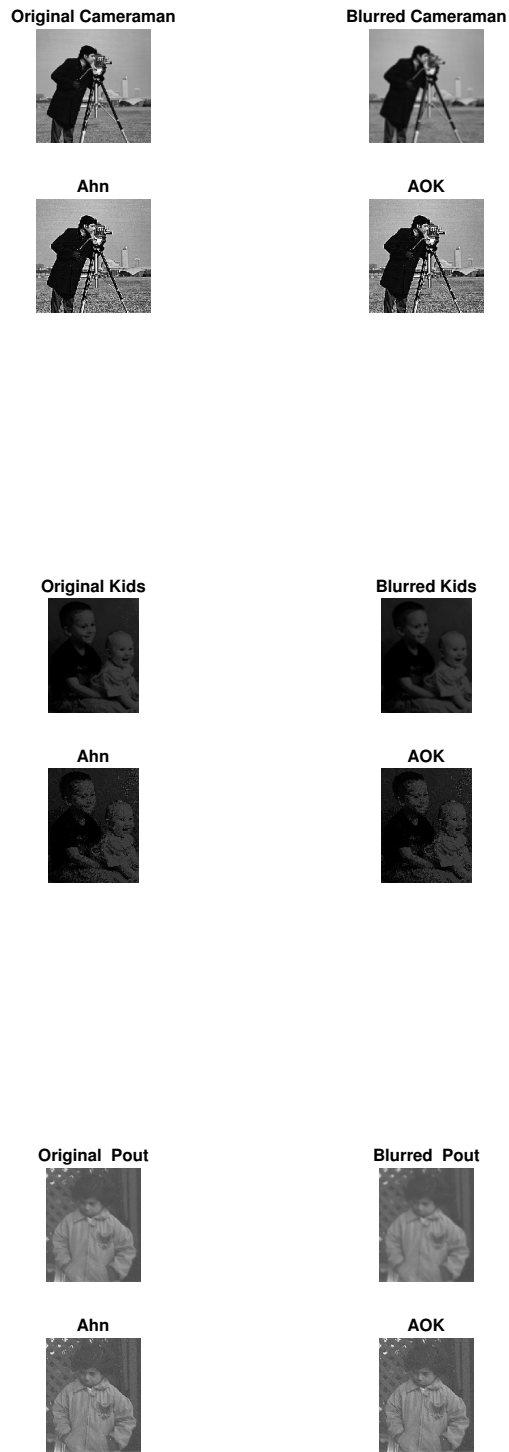 Original Cameraman
Blurred Cameraman
Ahn
AOK
Original Kids
Blurred Kids
Ahn
AOK
Original  Pout
Blurred  Pout
Ahn
AOK